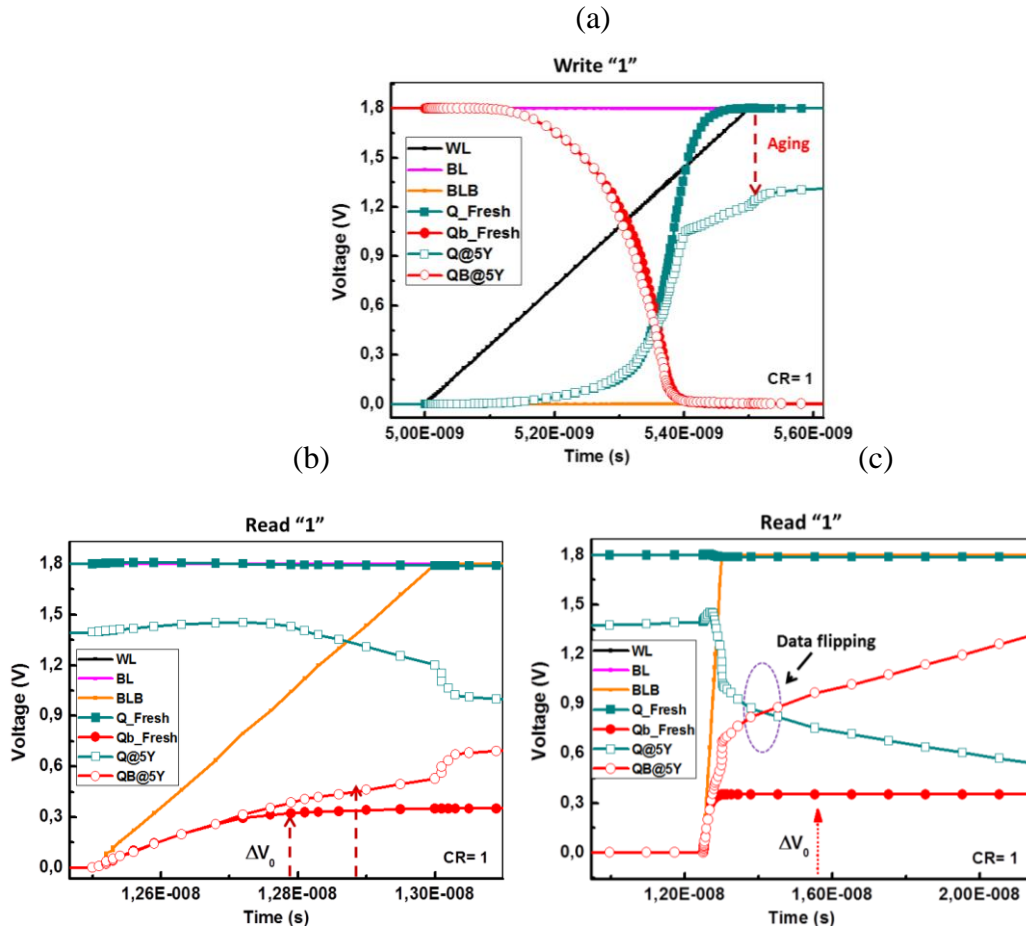 (a)
Write “1”
1,8
1,5
1,2
0,9
0,6
0,3
0,0
Voltage (V)
WL
BL
BLB
Q_Fresh
Qb_Fresh
Q@5Y
QB@5Y
Aging
CR= 1
5,00E-009 5,20E-009 5,40E-009 5,60E-009
Time (s)
(b) (c)
Read “1”
1,8
1,5
1,2
0,9
0,6
0,3
0,0
Voltage (V)
WL
BL
BLB
Q_Fresh
Qb_Fresh
Q@5Y
QB@5Y
ΔV0
CR= 1
1,26E-008 1,28E-008 1,30E-008
Time (s)
Read “1”
1,8
1,5
1,2
0,9
0,6
0,3
0,0
Voltage (V)
WL
BL
BLB
Q_Fresh
Qb_Fresh
Q@5Y
QB@5Y
Data flipping
ΔV0
CR= 1
1,20E-008 1,60E-008 2,00E-008
Time (s)